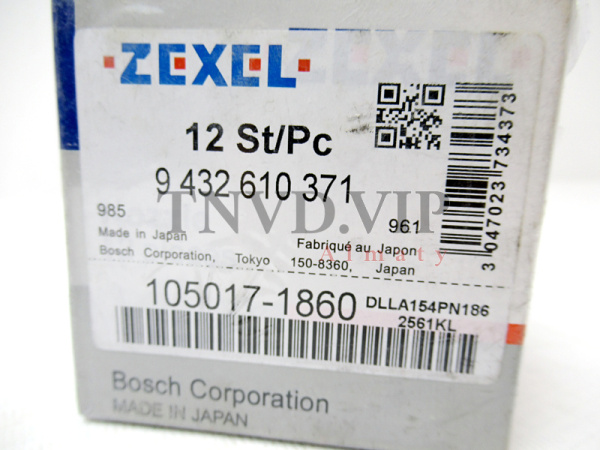 ZEXEL
12 St/Pc
9 432 610 371
985
961
Made in Japan
Fabriqué au Japon
Bosch Corporation, Tokyo 150-8360, Japan
3 047023 734373
105017-1860
DLLA154PN186
2561KL
Bosch Corporation
MADE IN JAPAN
TNVD.VIP
Almaty